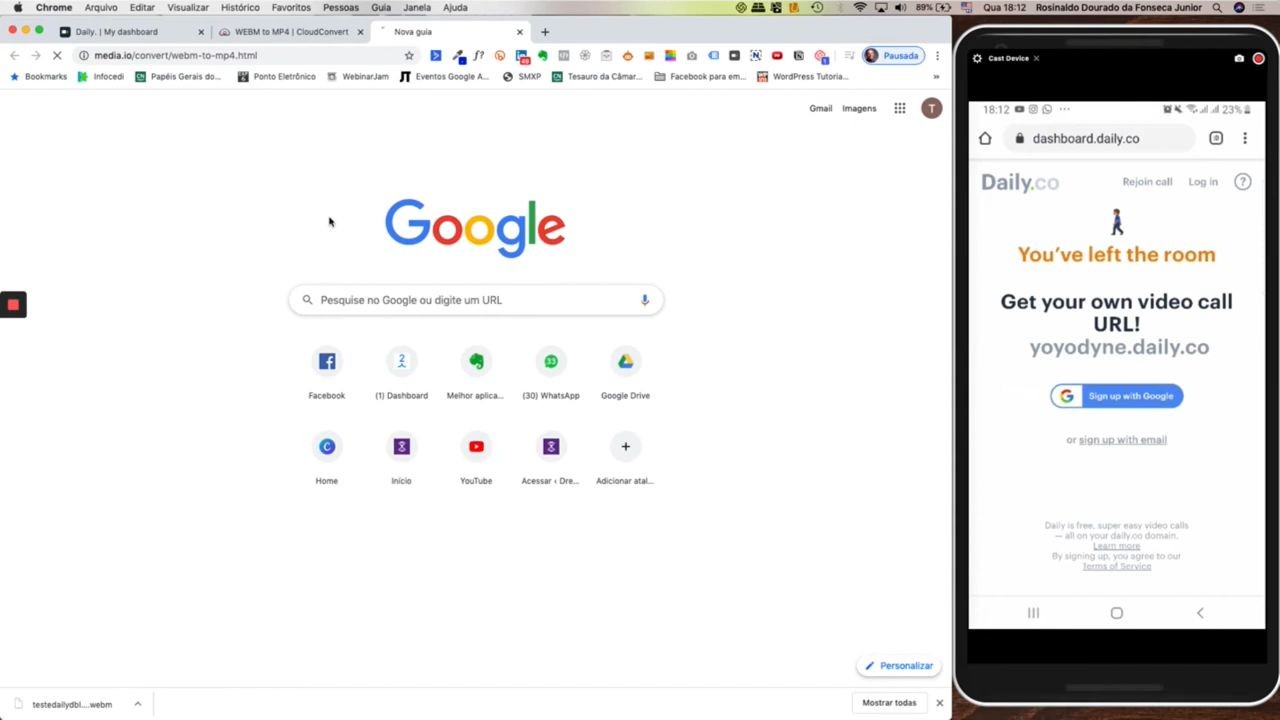 Chrome Arquivo Editar Visualizar Histórico Favoritos Pessoas Guia Janela Ajuda 89% Qua 18:12 Rosinaldo Dourado da Fonseca Junior
Daily. | My dashboard WEBM to MP4 | CloudConvert Nova guia
media.io/convert/webm-to-mp4.html Pausada
Bookmarks Infocedi Papéis Gerais do... Ponto Eletrônico WebinarJam Eventos Google A... SMXP Tesauro da Câmar... Facebook para em... WordPress Tutoria... »
Gmail Imagens T
Google
Pesquise no Google ou digite um URL
Facebook (1) Dashboard Melhor aplica... (30) WhatsApp Google Drive
Home Início YouTube Acessar ‹ Dre... Adicionar atal...
Personalizar
testedailydbl....webm Mostrar todas
Cast Device
18:12 23%
dashboard.daily.co
Daily.co Rejoin call Log in ?
You've left the room
Get your own video call
URL!
yoyodyne.daily.co
Sign up with Google
or sign up with email
Daily is free, super easy video calls
— all on your daily.co domain.
Learn more
By signing up, you agree to our
Terms of Service